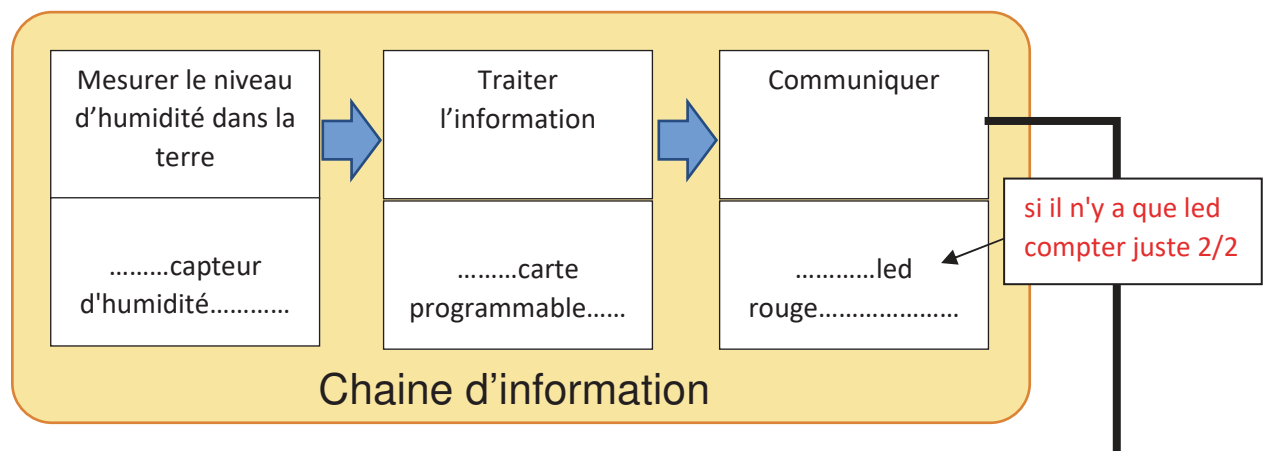 Mesurer le niveau
d’humidité dans la
terre
Traiter
l’information
Communiquer
………capteur
d'humidité…………
………carte
programmable……
…………led
rouge…………………
si il n'y a que led
compter juste 2/2
Chaine d’information